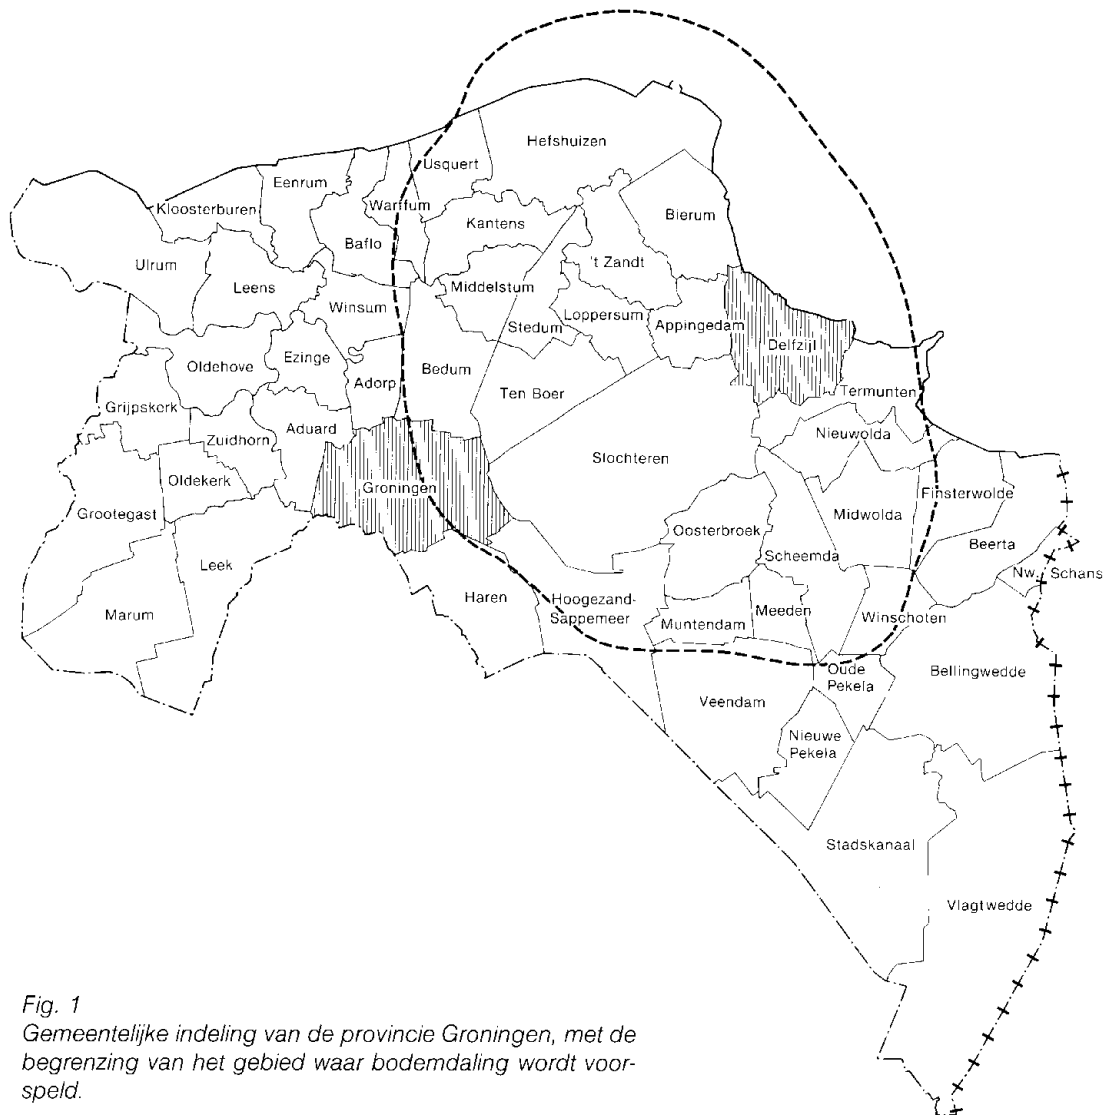 Hefshuizen
Usquert
Eenrum
Kloosterburen
Warffum
Kantens
Bierum
Baflo
Ulrum
't Zandt
Leens
Middelstum
Winsum
Loppersum
Stedum
Appingedam
Delfzijl
Ezinge
Oldehove
Bedum
Adorp
Ten Boer
Termunten
Grijpskerk
Aduard
Zuidhorn
Nieuwolda
Slochteren
Oldekerk
Groningen
Finsterwolde
Grootegast
Midwolda
Oosterbroek
Beerta
Scheemda
Leek
Nw. Schans
Haren
Hoogezand-
Sappemeer
Meeden
Marum
Muntendam
Winschoten
Oude
Pekela
Bellingwedde
Veendam
Nieuwe
Pekela
Stadskanaal
Vlagtwedde
Fig. 1
Gemeentelijke indeling van de provincie Groningen, met de
begrenzing van het gebied waar bodemdaling wordt voor-
speld.